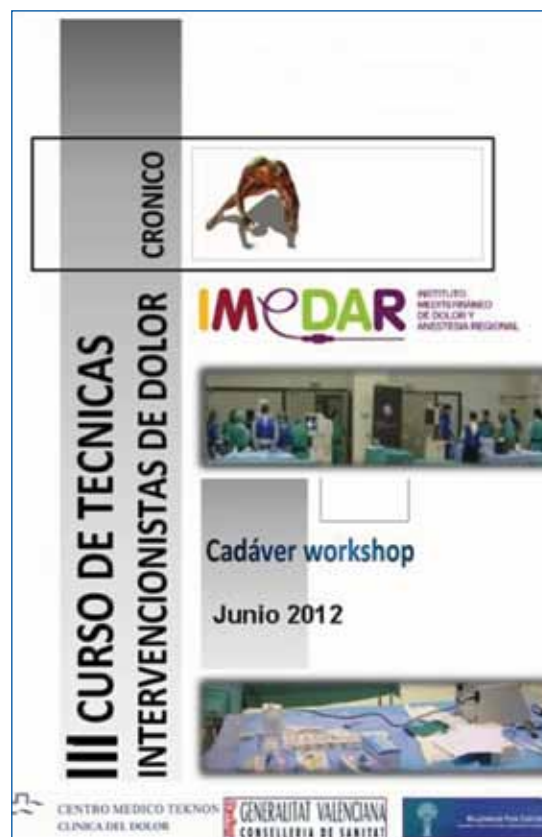 III CURSO DE TECNICAS
INTERVENCIONISTAS DE DOLOR CRONICO
IMEDAR
INSTITUTO
MEDITERRÁNEO
DE DOLOR Y
ANESTESIA REGIONAL
Cadáver workshop
Junio 2012
CENTRO MEDICO TEKNON
CLINICA DEL DOLOR
GENERALITAT VALENCIANA
CONSELLERIA DE SANITAT